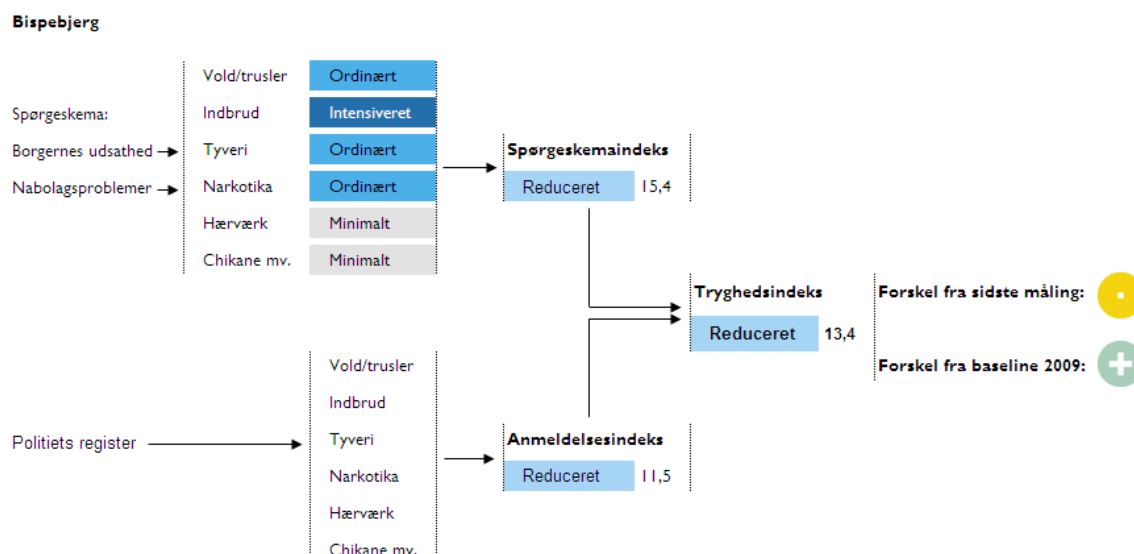 Bispebjerg
Spørgeskema:
Borgernes udsathed
Nabolagsproblemer
Vold/trusler Ordinært
Indbrud Intensiveret
Tyveri Ordinært
Narkotika Ordinært
Hærværk Minimalt
Chikane mv. Minimalt
Spørgeskemaindeks
Reduceret 15,4
Tryghedsindeks
Reduceret 13,4
Forskel fra sidste måling:
Forskel fra baseline 2009:
Politiets register
Vold/trusler
Indbrud
Tyveri
Narkotika
Hærværk
Chikane mv.
Anmeldelsesindeks
Reduceret 11,5